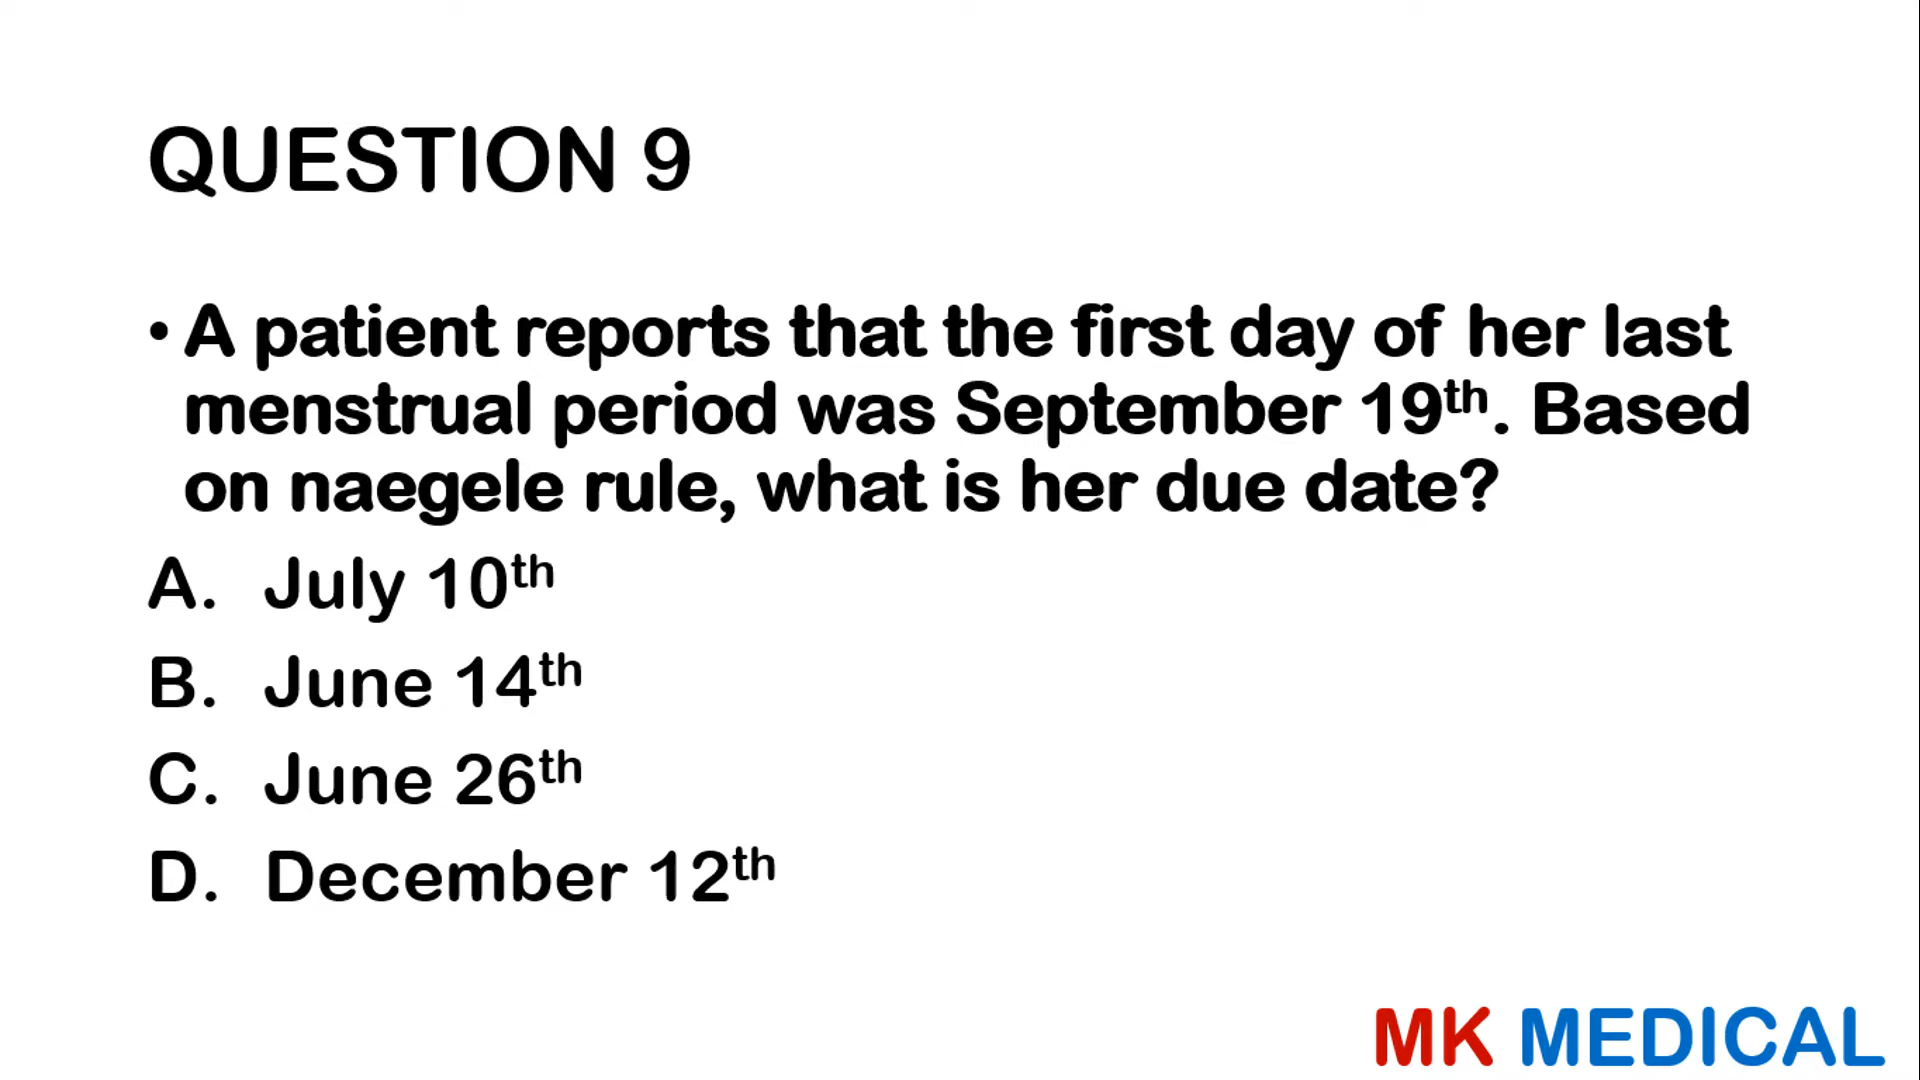 QUESTION 9
• A patient reports that the first day of her last
menstrual period was September 19th. Based
on naegele rule, what is her due date?
A. July 10th
B. June 14th
C. June 26th
D. December 12th
MK MEDICAL